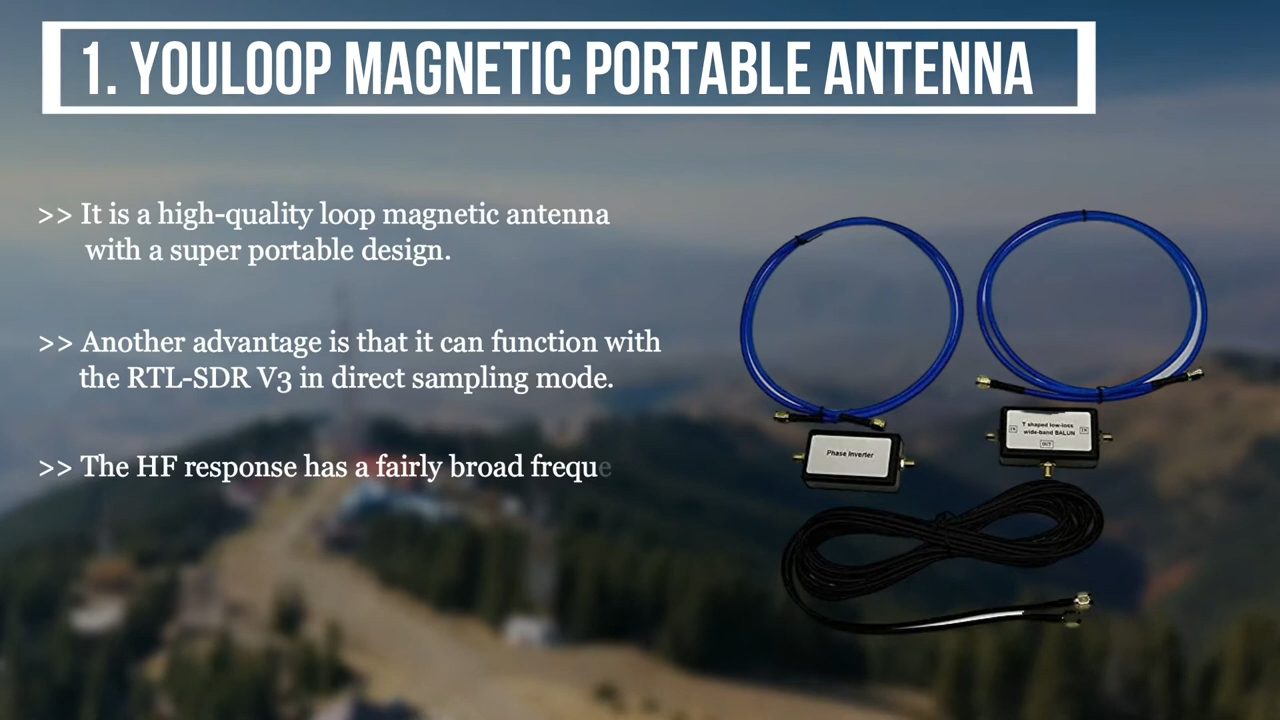 1. YOULOOP MAGNETIC PORTABLE ANTENNA
>> It is a high-quality loop magnetic antenna
with a super portable design.
>> Another advantage is that it can function with
the RTL-SDR V3 in direct sampling mode.
>> The HF response has a fairly broad freque
Phase Inverter
T shaped low-loss
wide-band BALUN
OUT